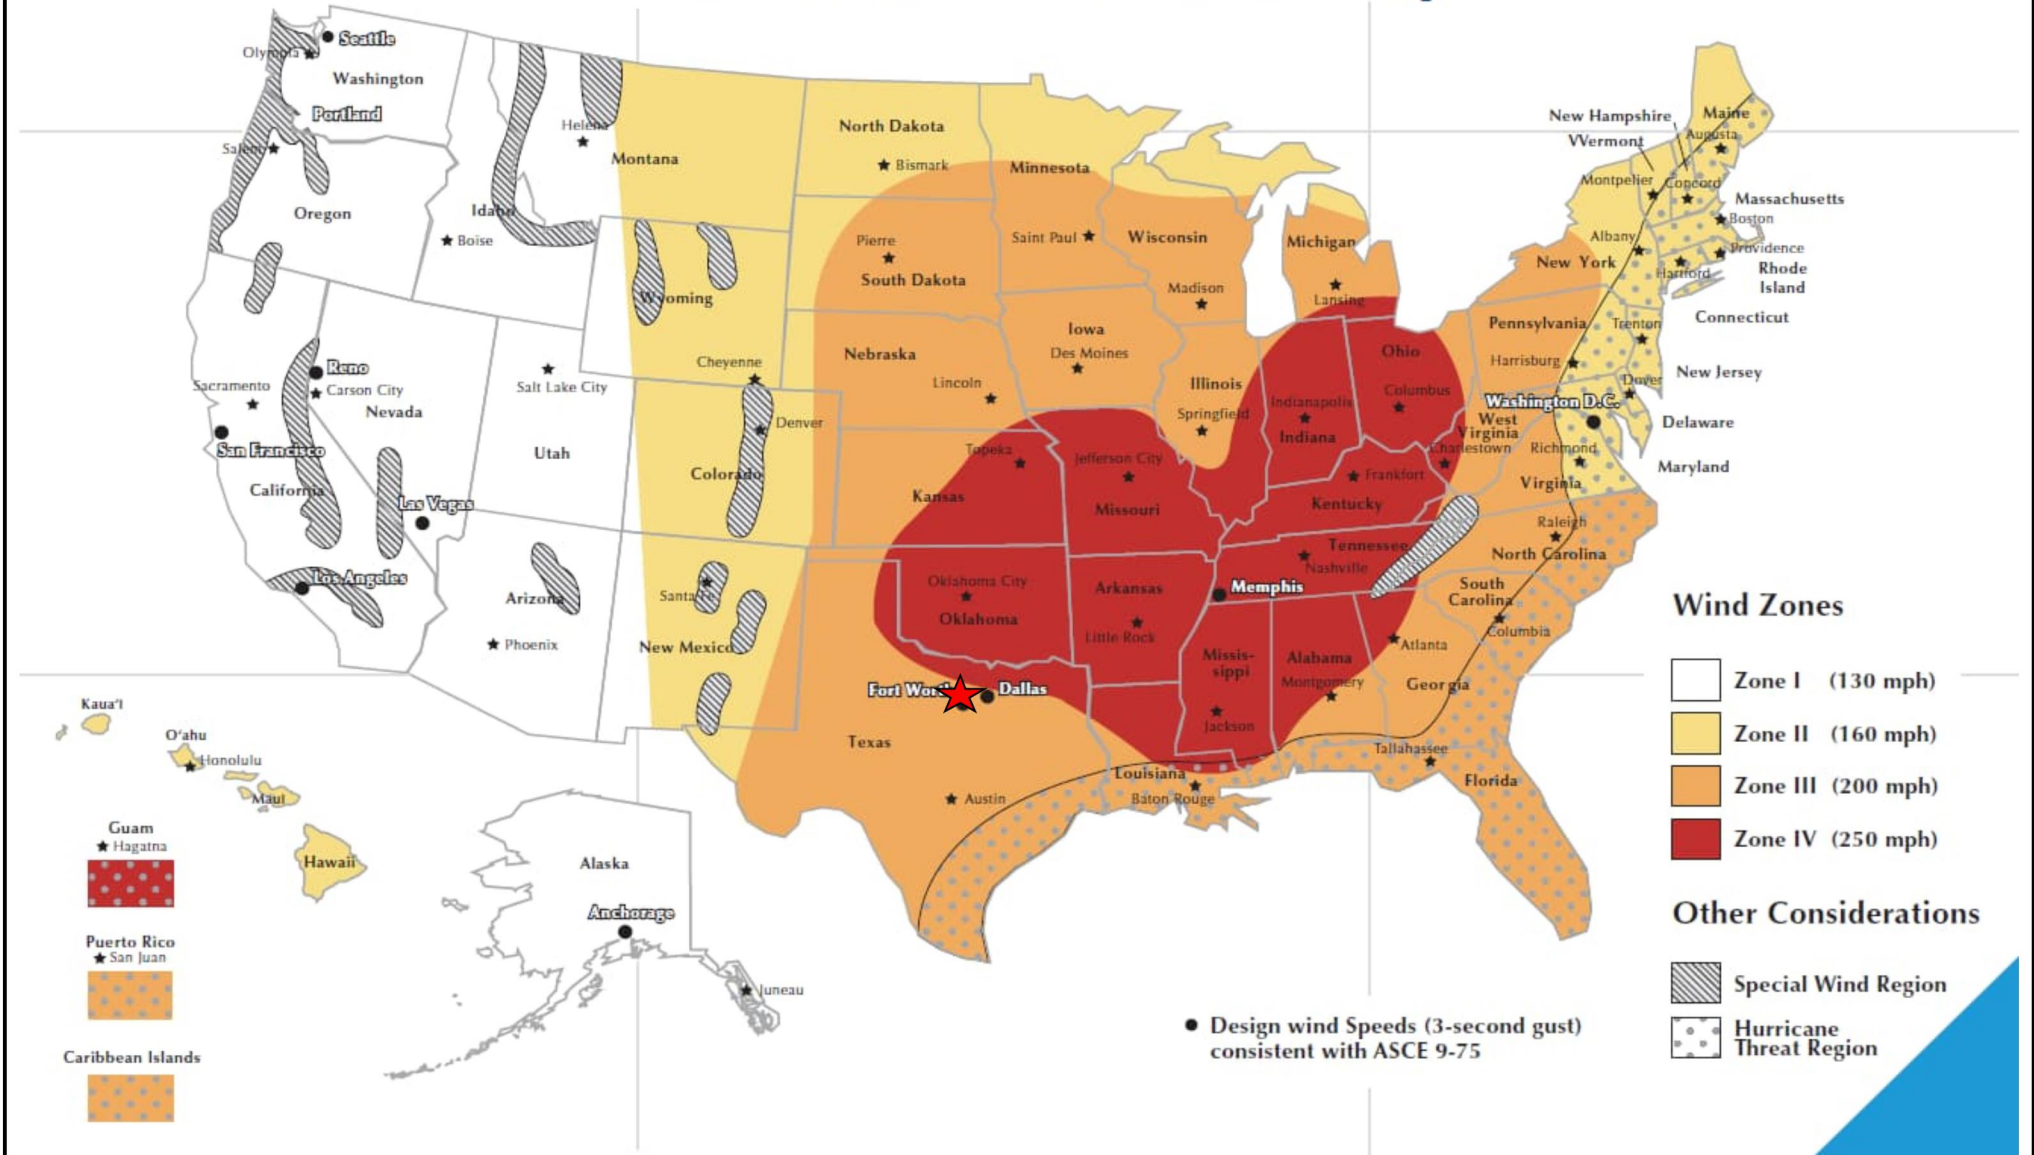 Seattle
Olympia
Washington
Portland
Salem
Oregon
Idaho
Boise
Helena
Montana
North Dakota
Bismark
Minnesota
Saint Paul
Wisconsin
Madison
Michigan
Lansing
New Hampshire
VVermont
Maine
Augusta
Montpelier
Concord
Massachusetts
Boston
Albany
Providence
New York
Hartford
Rhode
Island
Connecticut
Pierre
South Dakota
Wyoming
Cheyenne
Nebraska
Lincoln
Iowa
Des Moines
Illinois
Springfield
Indianapolis
Indiana
Ohio
Columbus
Pennsylvania
Harrisburg
Trenton
New Jersey
Dover
Washington D.C.
Delaware
West
Virginia
Charlestown
Richmond
Maryland
Virginia
Reno
Carson City
Sacramento
Nevada
San Francisco
California
Las Vegas
Los Angeles
Salt Lake City
Utah
Denver
Colorado
Topeka
Kansas
Jefferson City
Missouri
Frankfort
Kentucky
Raleigh
North Carolina
Tennessee
Nashville
Memphis
South
Carolina
Columbia
Arizona
Phoenix
Santa Fe
New Mexico
Oklahoma City
Oklahoma
Arkansas
Little Rock
Missis-
sippi
Jackson
Alabama
Montgomery
Atlanta
Georgia
Fort Worth
Dallas
Texas
Austin
Louisiana
Baton Rouge
Tallahassee
Florida
Kaua'i
O'ahu
Honolulu
Maui
Hawaii
Guam
Hagatna
Puerto Rico
San Juan
Caribbean Islands
Alaska
Anchorage
Juneau
Design wind Speeds (3-second gust)
consistent with ASCE 9-75
Wind Zones
Zone I (130 mph)
Zone II (160 mph)
Zone III (200 mph)
Zone IV (250 mph)
Other Considerations
Special Wind Region
Hurricane
Threat Region